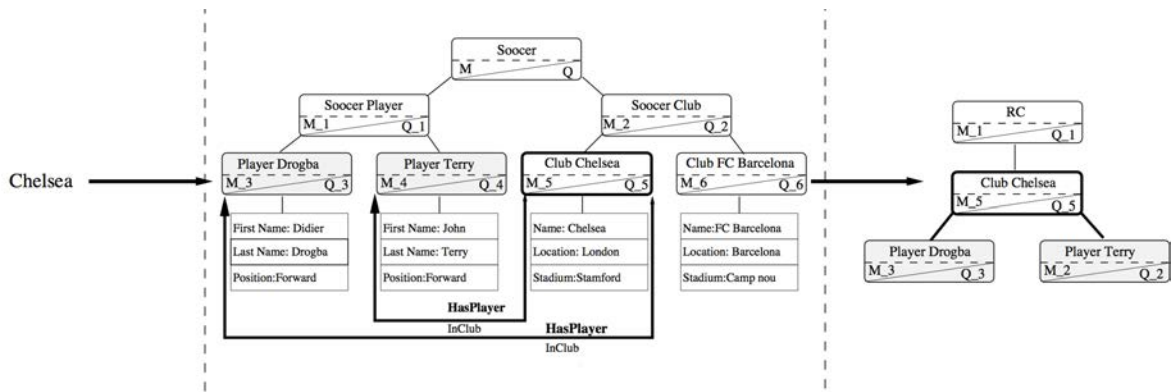 Soocer
M Q
Soocer Player
M_1 Q_1
Soocer Club
M_2 Q_2
RC
M_1 Q_1
Chelsea
Player Drogba
M_3 Q_3
Player Terry
M_4 Q_4
Club Chelsea
M_5 Q_5
Club FC Barcelona
M_6 Q_6
Club Chelsea
M_5 Q_5
First Name: Didier
Last Name: Drogba
Position:Forward
First Name: John
Last Name: Terry
Position:Forward
Name: Chelsea
Location: London
Stadium:Stamford
Name:FC Barcelona
Location: Barcelona
Stadium:Camp nou
Player Drogba
M_3 Q_3
Player Terry
M_2 Q_2
HasPlayer
InClub
HasPlayer
InClub